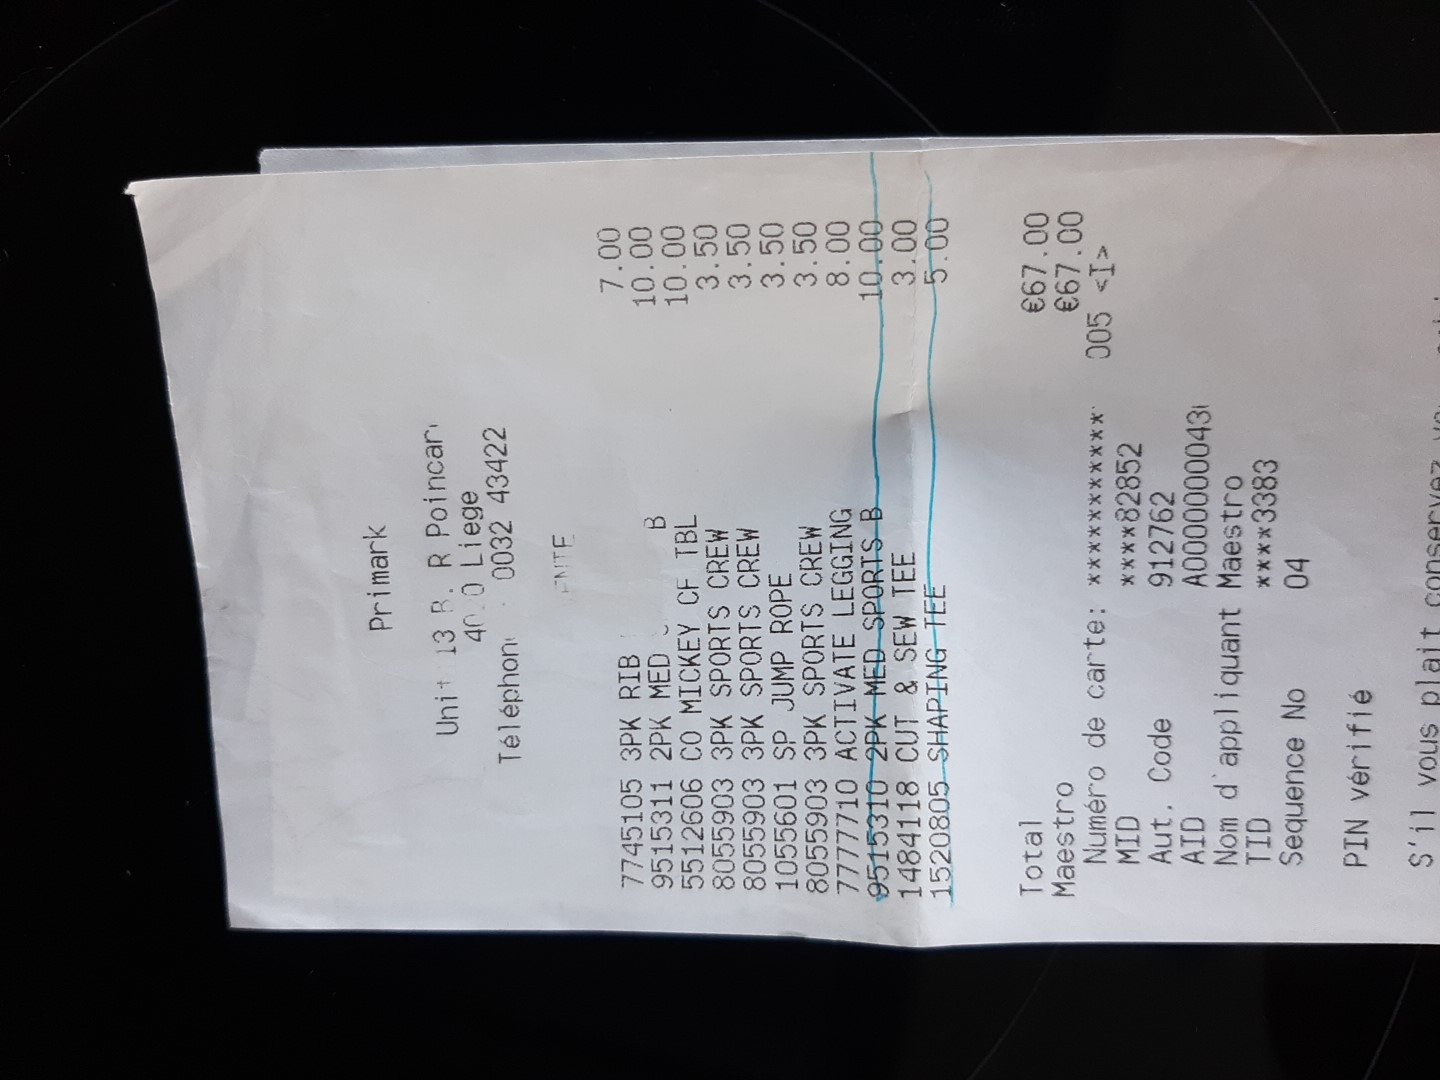 Primark
13 B. R Poincar
Liege
Téléphon 0032 43422
7745105 3PK RIB 7.00
9515311 2PK MED B 10.00
5512606 CO MICKEY CF TBL 10.00
8055903 3PK SPORTS CREW 3.50
8055903 3PK SPORTS CREW 3.50
1055601 SP JUMP ROPE 3.50
8055903 3PK SPORTS CREW 3.50
7777710 ACTIVATE LEGGING 8.00
9515310 2PK MED SPORTS B 10.00
1484118 CUT & SEW TEE 3.00
1520805 SHAPING TEE 5.00
Total €67.00
Maestro €67.00
Numéro de carte: ************ 005 <I>
MID ****82852
Aut. Code 912762
AID A0000000043
Nom d`appliquant Maestro
TID ****3383
Sequence No 04
PIN vérifié
S'il vous plait conservez